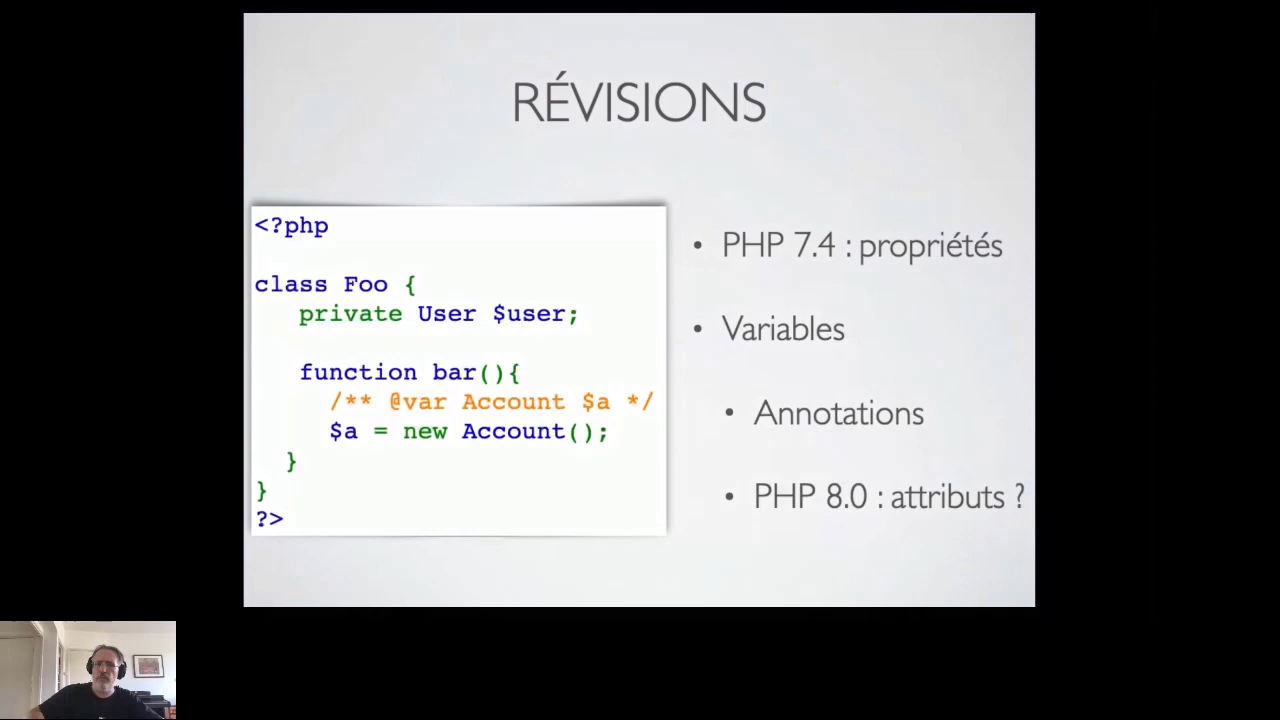 RÉVISIONS
<?php
class Foo {
private User $user;
function bar(){
/** @var Account $a */
$a = new Account();
}
}
?>
• PHP 7.4 : propriétés
• Variables
• Annotations
• PHP 8.0 : attributs ?